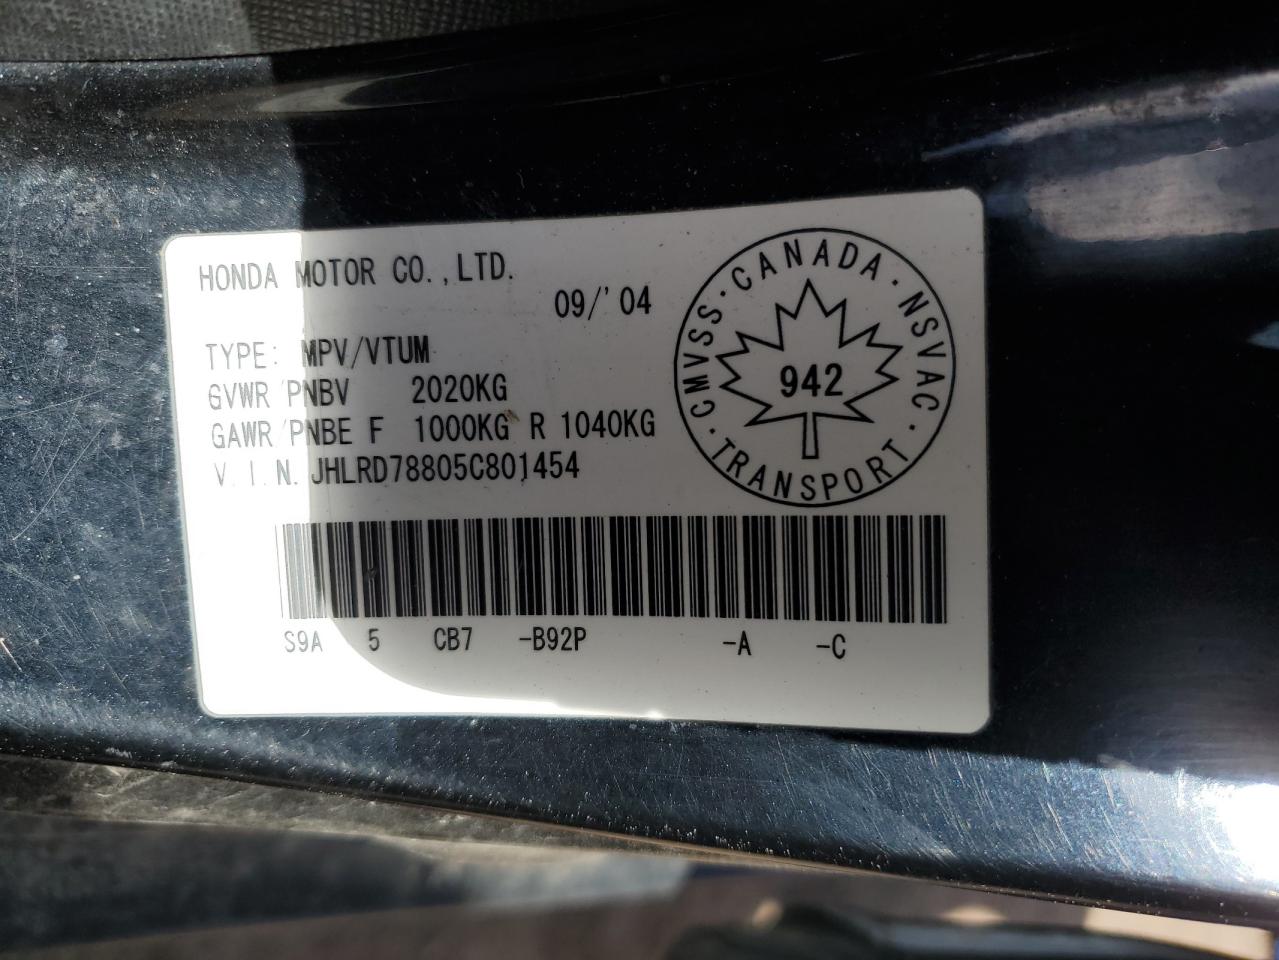 HONDA MOTOR CO.,LTD.
09/'04
TYPE: MPV/VTUM
GVWR/PNBV 2020KG
GAWR/PNBE F 1000KG R 1040KG
V.I.N. JHLRD78805C801454
CMVSS · CANADA · NSVAC · TRANSPORT ·
942
S9A 5 CB7 -B92P -A -C